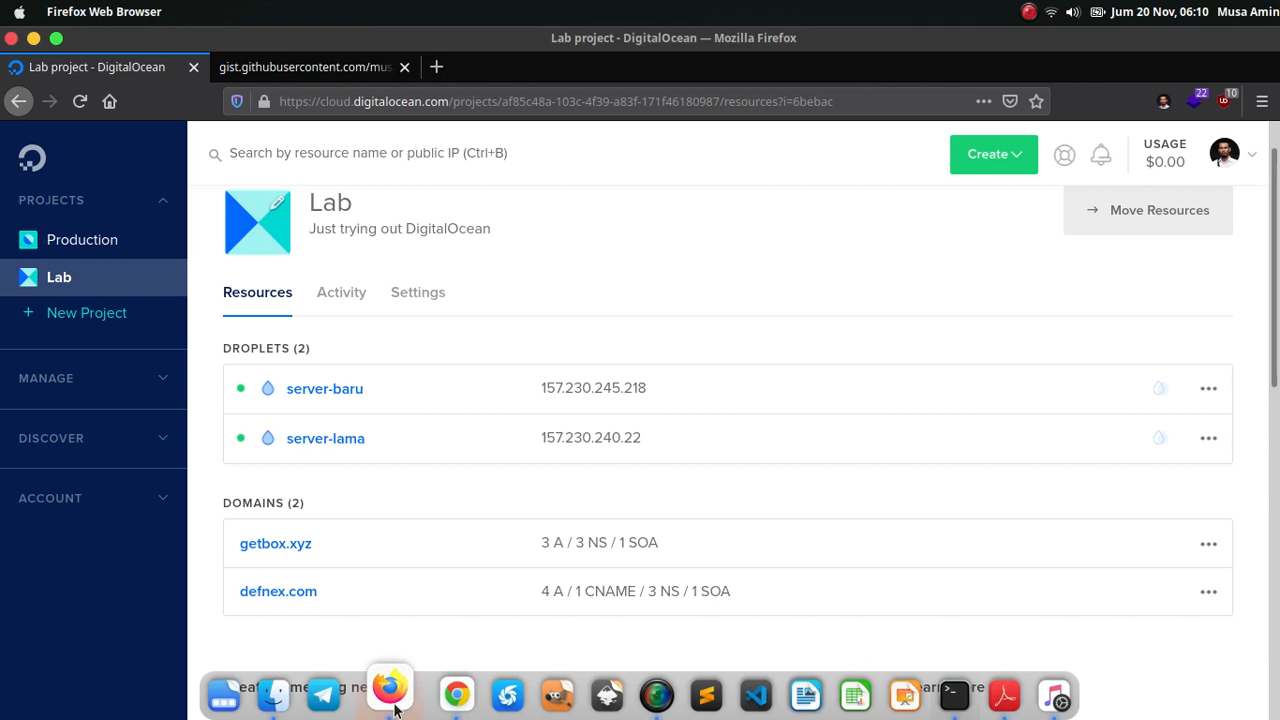 Firefox Web Browser
Jum 20 Nov, 06:10 Musa Amin
Lab project - DigitalOcean — Mozilla Firefox
Lab project - DigitalOcean
gist.githubusercontent.com/mus
https://cloud.digitalocean.com/projects/af85c48a-103c-4f39-a83f-171f46180987/resources?i=6bebac
22
10
Search by resource name or public IP (Ctrl+B)
Create
USAGE
$0.00
PROJECTS
Production
Lab
New Project
MANAGE
DISCOVER
ACCOUNT
Lab
Just trying out DigitalOcean
Move Resources
Resources
Activity
Settings
DROPLETS (2)
server-baru 157.230.245.218
server-lama 157.230.240.22
DOMAINS (2)
getbox.xyz 3 A / 3 NS / 1 SOA
defnex.com 4 A / 1 CNAME / 3 NS / 1 SOA